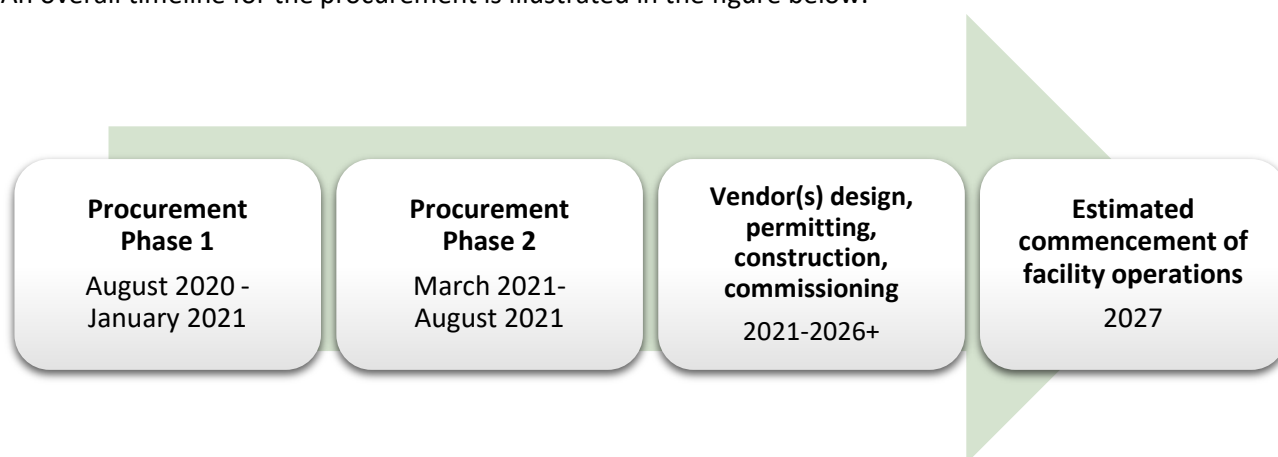 An overall timeline for the procurement is illustrated in the figure below.
Procurement
Phase 1
August 2020 -
January 2021
Procurement
Phase 2
March 2021-
August 2021
Vendor(s) design,
permitting,
construction,
commissioning
2021-2026+
Estimated
commencement of
facility operations
2027